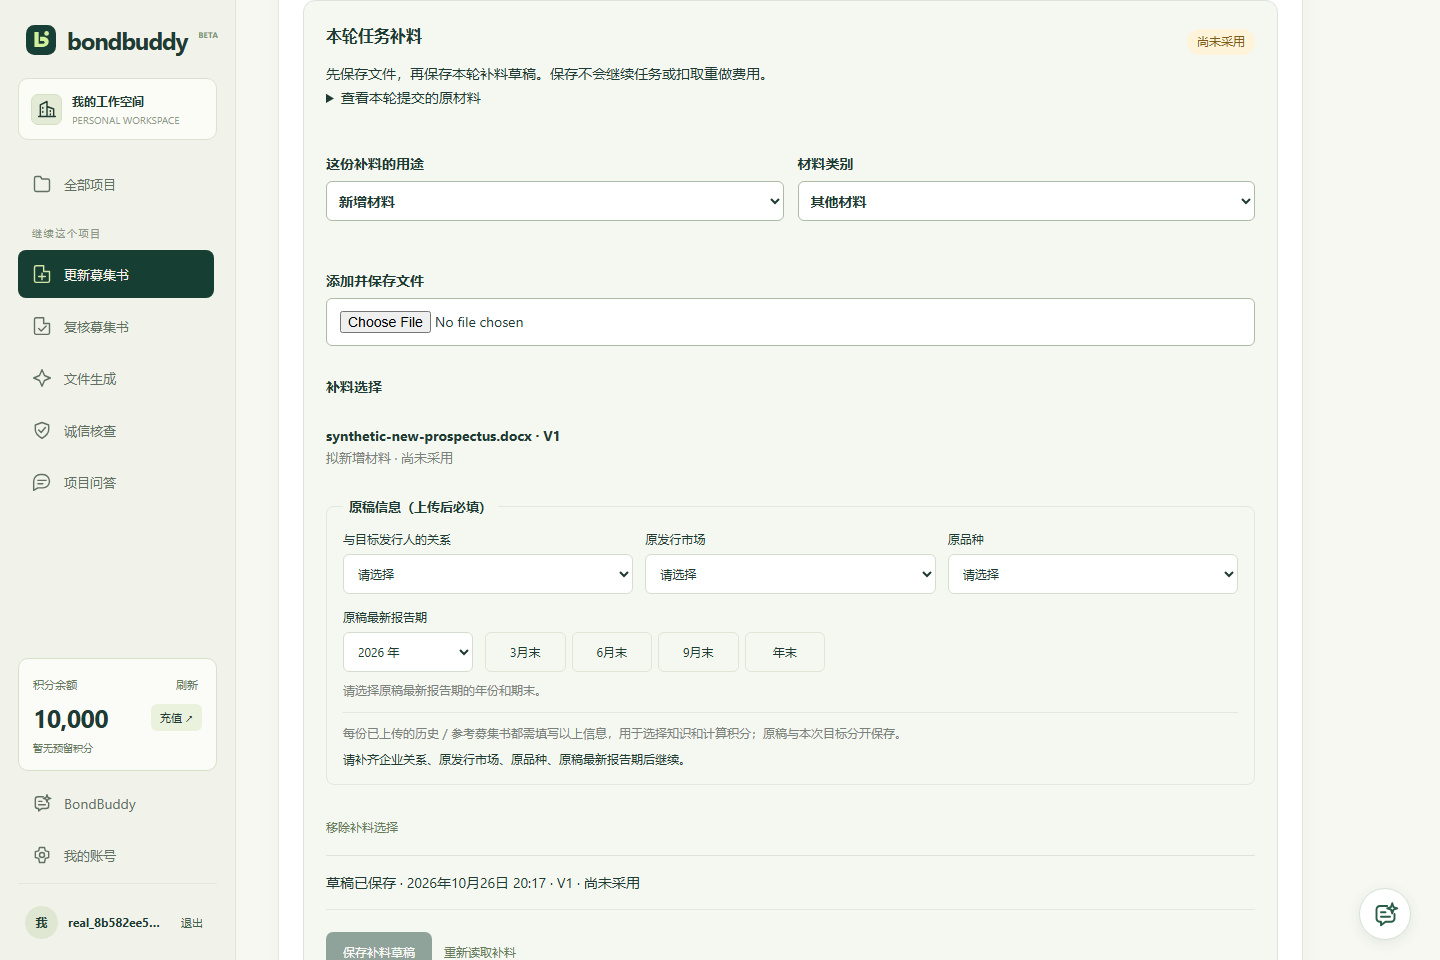 bondbuddy BETA
我的工作空间
PERSONAL WORKSPACE
全部项目
继续这个项目
更新募集书
复核募集书
文件生成
诚信核查
项目问答
积分余额 刷新
10,000 充值 ↗
暂无预留积分
BondBuddy
我的账号
我 real_8b582ee5... 退出
本轮任务补料 尚未采用
先保存文件，再保存本轮补料草稿。保存不会继续任务或扣取重做费用。
▶ 查看本轮提交的原材料
这份补料的用途 材料类别
新增材料 其他材料
添加并保存文件
Choose File No file chosen
补料选择
synthetic-new-prospectus.docx · V1
拟新增材料 · 尚未采用
原稿信息（上传后必填）
与目标发行人的关系 原发行市场 原品种
请选择 请选择 请选择
原稿最新报告期
2026 年 3月末 6月末 9月末 年末
请选择原稿最新报告期的年份和期末。
每份已上传的历史 / 参考募集书都需填写以上信息，用于选择知识和计算积分；原稿与本次目标分开保存。
请补齐企业关系、原发行市场、原品种、原稿最新报告期后继续。
移除补料选择
草稿已保存 · 2026年10月26日 20:17 · V1 · 尚未采用
保存补料草稿 重新读取补料